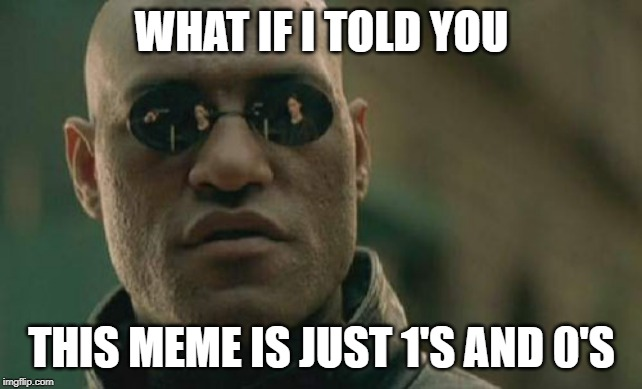 WHAT IF I TOLD YOU
THIS MEME IS JUST 1'S AND 0'S
imgflip.com